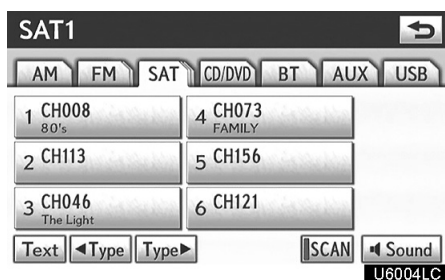 SAT1
AM FM SAT CD/DVD BT AUX USB
1 CH008 4 CH073
80's FAMILY
2 CH113 5 CH156
3 CH046 6 CH121
The Light
Text ◄Type Type► SCAN Sound
U6004LC